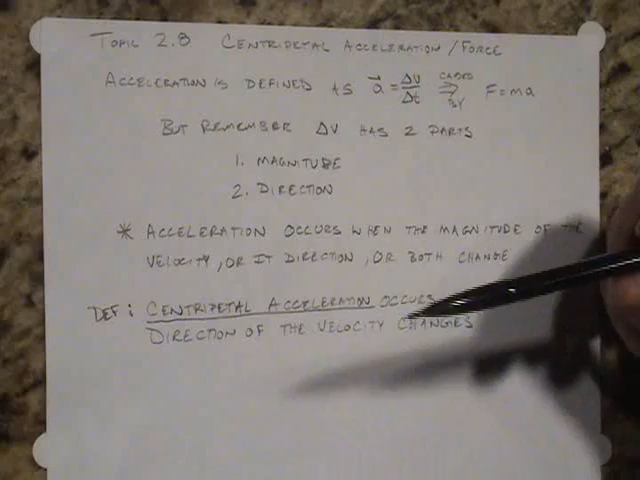 TOPIC 2.8 CENTRIPETAL ACCELERATION/FORCE
ACCELERATION IS DEFINED AS a⃗ = ΔV/Δt CAUSED BY ⇒ F=ma
BUT REMEMBER ΔV HAS 2 PARTS
1. MAGNITUDE
2. DIRECTION
* ACCELERATION OCCURS WHEN THE MAGNITUDE OF THE
VELOCITY, OR IT DIRECTION, OR BOTH CHANGE
DEF: CENTRIPETAL ACCELERATION OCCURS
DIRECTION OF THE VELOCITY CHANGIES